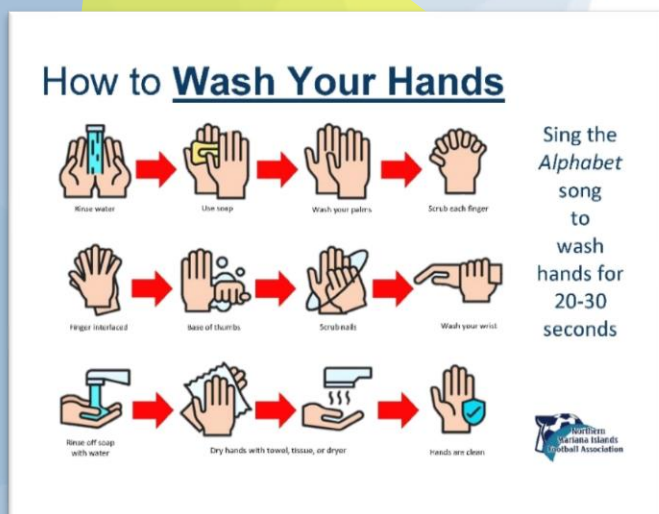 How to Wash Your Hands
Sing the
Alphabet
song
to
wash
hands for
20-30
seconds
Rinse water
Use soap
Wash your palms
Scrub each finger
Finger interlaced
Base of thumbs
Scrub nails
Wash your wrist
Rinse off soap
with water
Dry hands with towel, tissue, or dryer
Hands are clean
Northern
Mariana Islands
Football Association